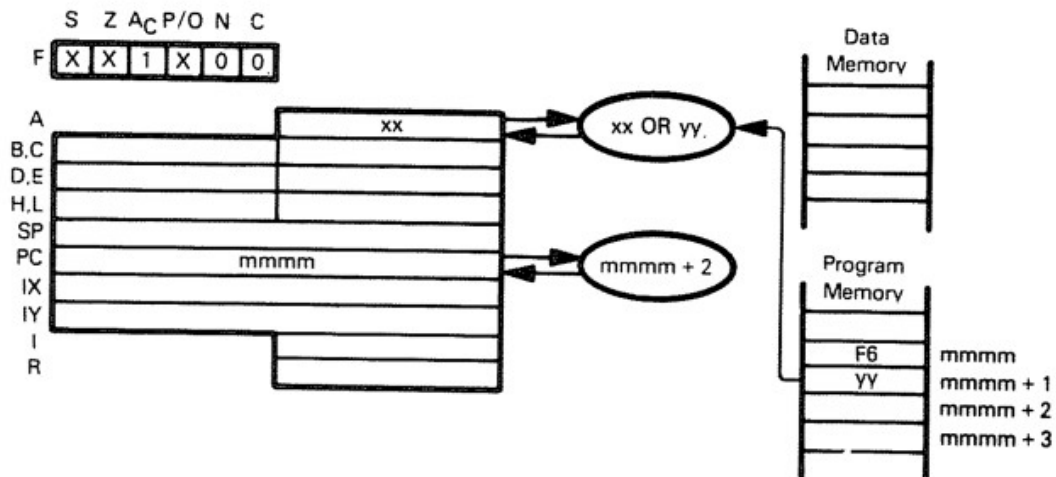 S Z AC P/O N C
F X X 1 X 0 0
A xx
B,C
D,E
H,L
SP
PC mmmm
IX
IY
I
R
xx OR yy.
mmmm + 2
Data
Memory
Program
Memory
F6 mmmm
yy mmmm + 1
mmmm + 2
mmmm + 3